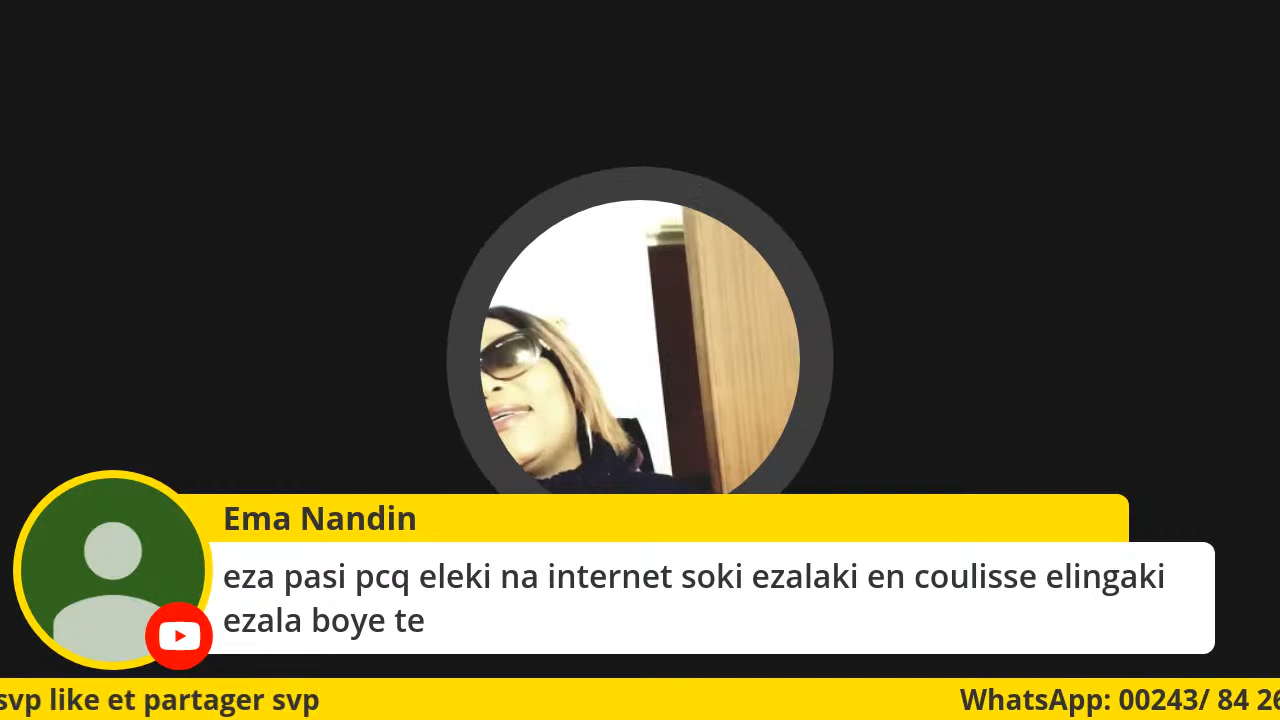 Ema Nandin
eza pasi pcq eleki na internet soki ezalaki en coulisse elingaki
ezala boye te
svp like et partager svp
WhatsApp: 00243/ 84 26